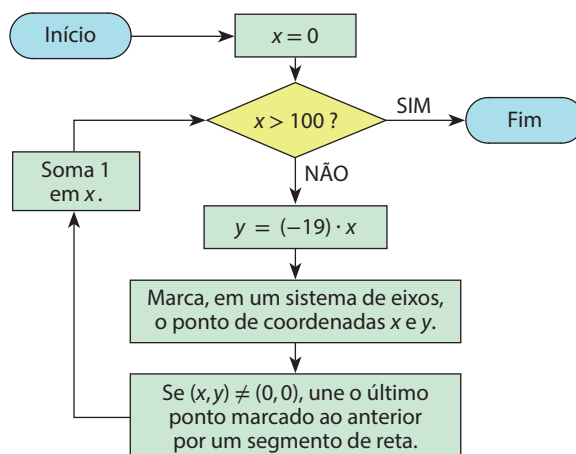 Início
x = 0
x > 100 ?
SIM
Fim
NÃO
Soma 1
em x.
y = (−19) · x
Marca, em um sistema de eixos,
o ponto de coordenadas x e y.
Se (x, y) ≠ (0, 0), une o último
ponto marcado ao anterior
por um segmento de reta.